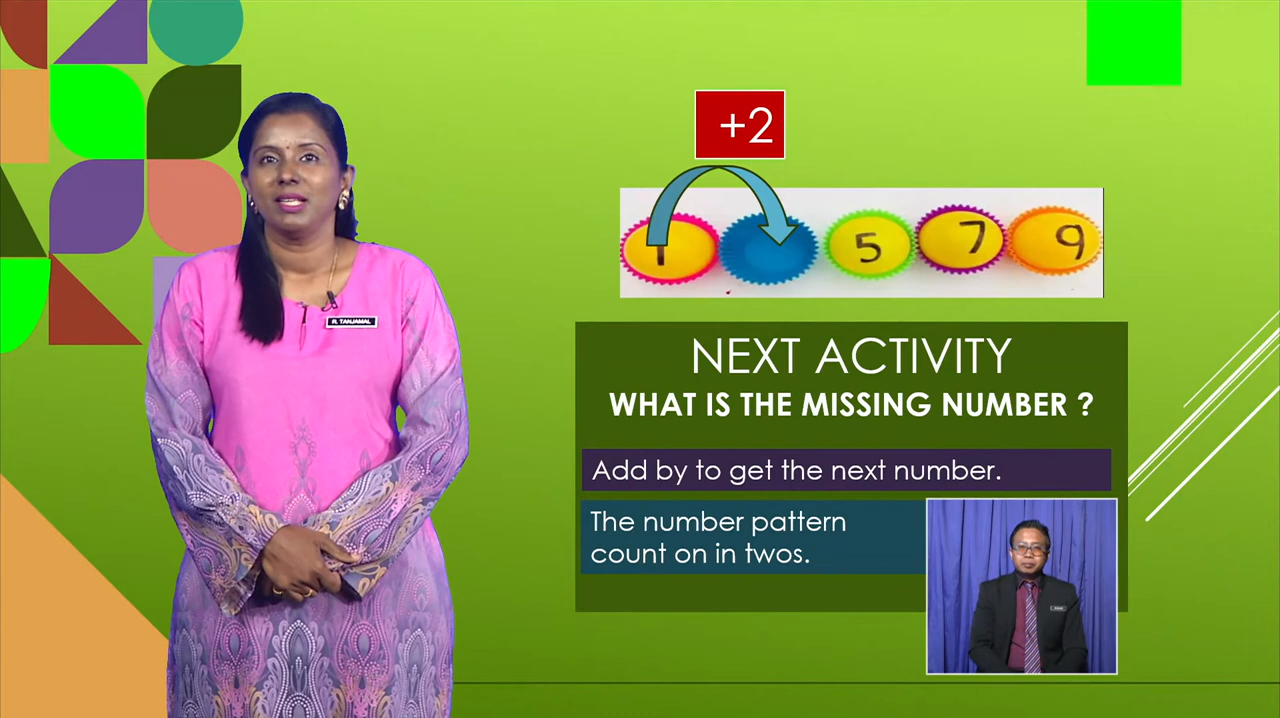 +2
1 5 7 9
R. TANJAMAL
NEXT ACTIVITY
WHAT IS THE MISSING NUMBER ?
Add by to get the next number.
The number pattern
count on in twos.